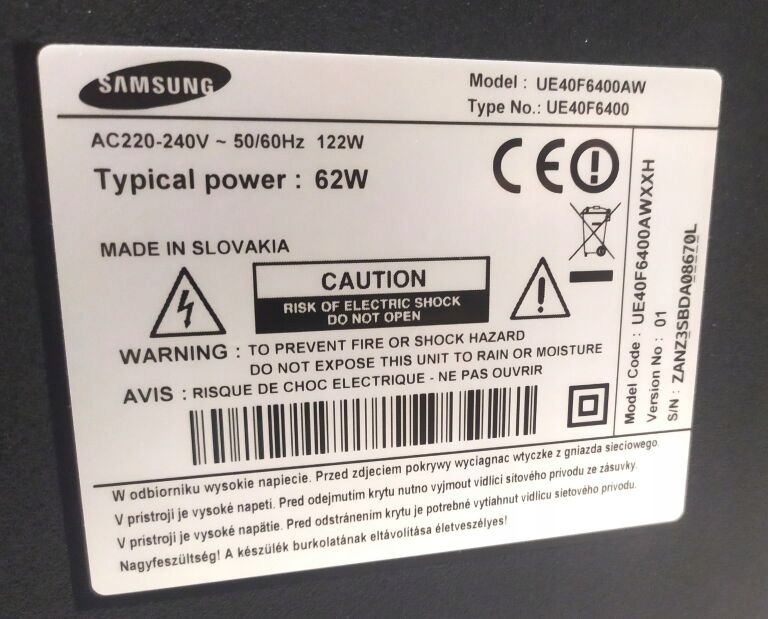 SAMSUNG
Model : UE40F6400AW
Type No.: UE40F6400
AC220-240V ~ 50/60Hz 122W
Typical power : 62W
MADE IN SLOVAKIA
CAUTION
RISK OF ELECTRIC SHOCK
DO NOT OPEN
WARNING : TO PREVENT FIRE OR SHOCK HAZARD
DO NOT EXPOSE THIS UNIT TO RAIN OR MOISTURE
AVIS : RISQUE DE CHOC ELECTRIQUE - NE PAS OUVRIR
Model Code : UE40F6400AWXXH
Version No : 01
S/N : ZANZ3SBDA08670L
W odbiorniku wysokie napiecie. Przed zdjeciem pokrywy wyciagnac wtyczke z gniazda sieciowego.
V prístroji je vysoké napeti. Pred odejmutim krytu nutno vyjmout vidlici sítového prívodu ze zásuvky.
V prístroji je vysoké napätie. Pred odstránením krytu je potrebné vytiahnut vidlicu sietového prívodu.
Nagyfeszültség! A készülék burkolatának eltávolítása életveszélyes!